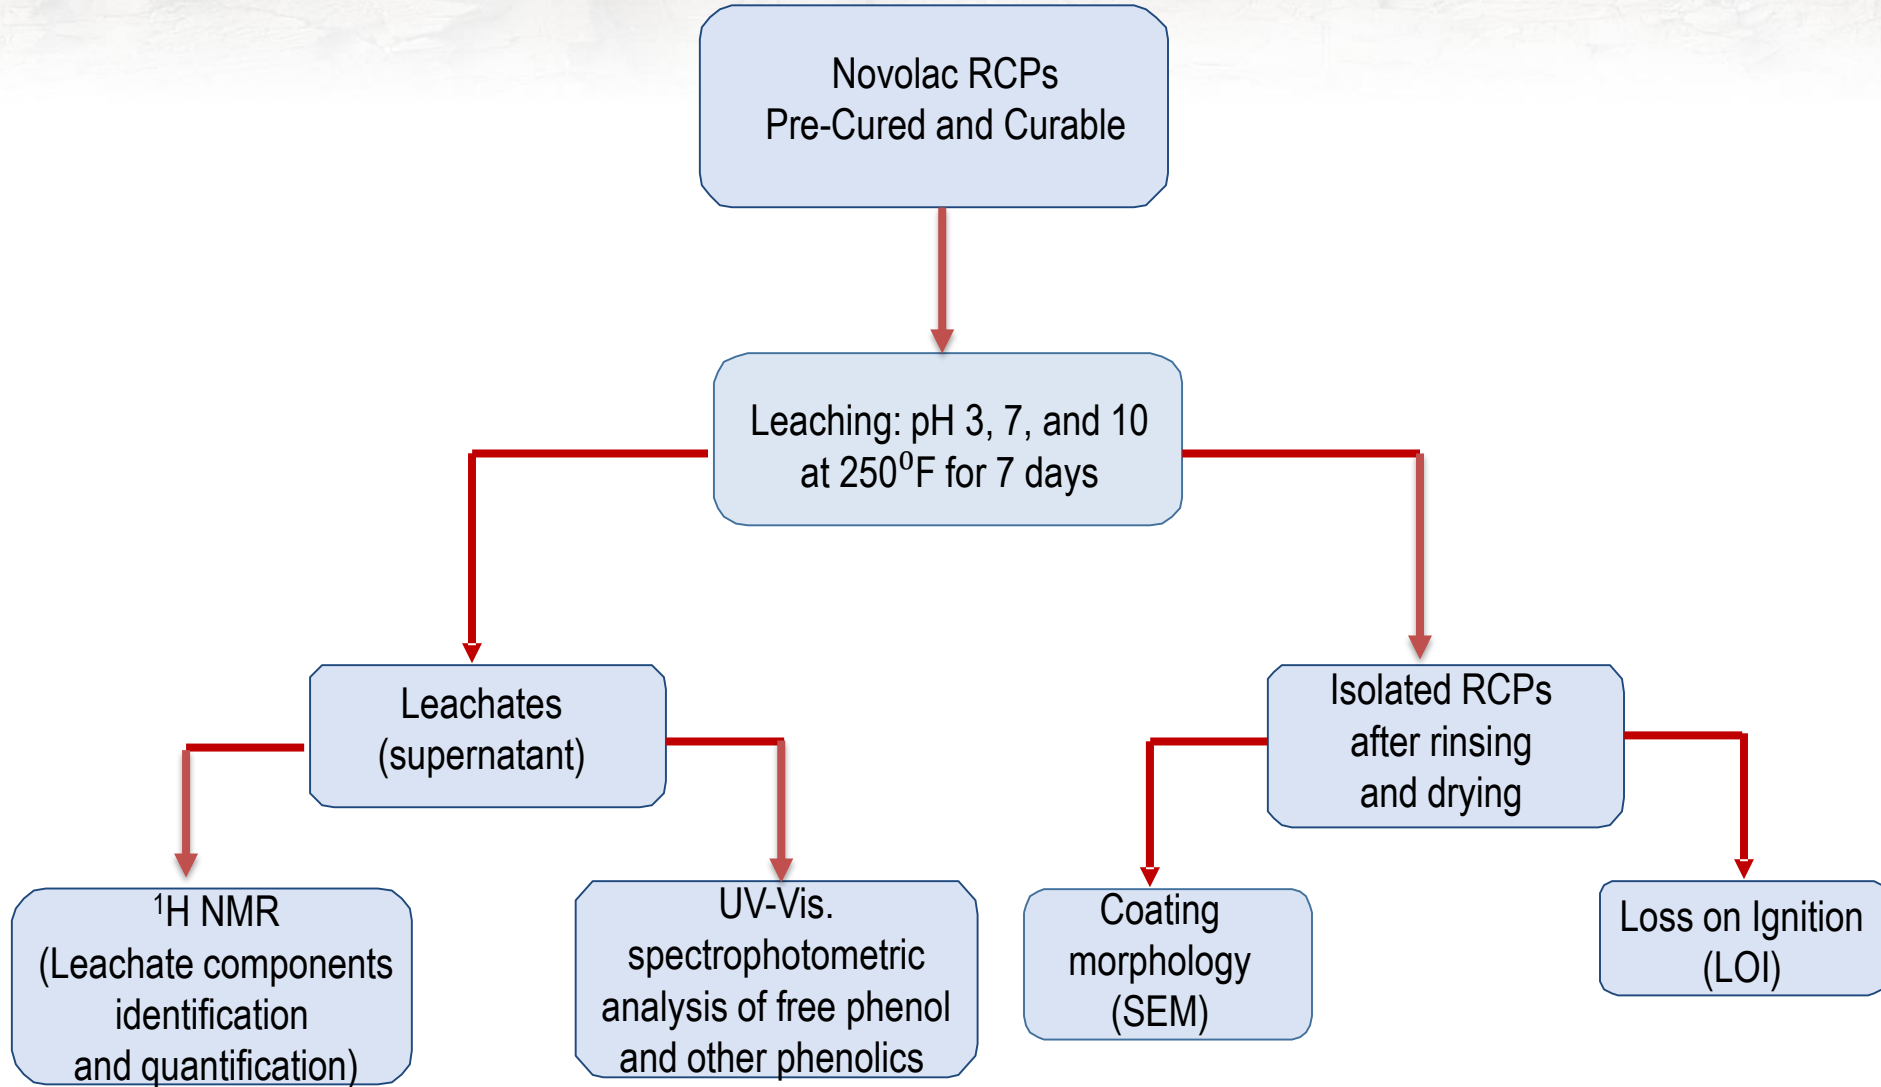 Novolac RCPs
Pre-Cured and Curable
Leaching: pH 3, 7, and 10
at 250⁰F for 7 days
Leachates
(supernatant)
Isolated RCPs
after rinsing
and drying
¹H NMR
(Leachate components
identification
and quantification)
UV-Vis.
spectrophotometric
analysis of free phenol
and other phenolics
Coating
morphology
(SEM)
Loss on Ignition
(LOI)